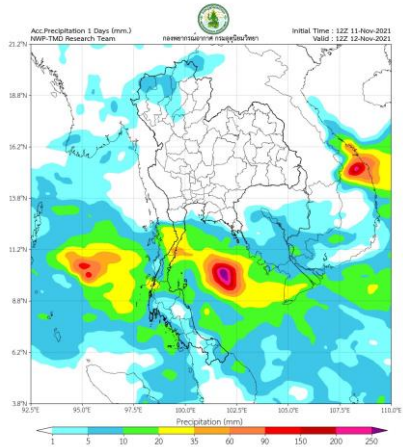 Acc.Precipitation 1 Days (mm.)
NWP-TMD Research Team
กองพยากรณ์อากาศ กรมอุตุนิยมวิทยา
Initial Time : 12Z 11-Nov-2021
Valid : 12Z 12-Nov-2021
21.2°N
18.8°N
16.2°N
13.8°N
11.2°N
8.8°N
6.2°N
3.8°N
92.5°E 95.0°E 97.5°E 100.0°E 102.5°E 105.0°E 107.5°E 110.0°E
Precipitation (mm)
1 5 10 20 35 60 90 150 200 250